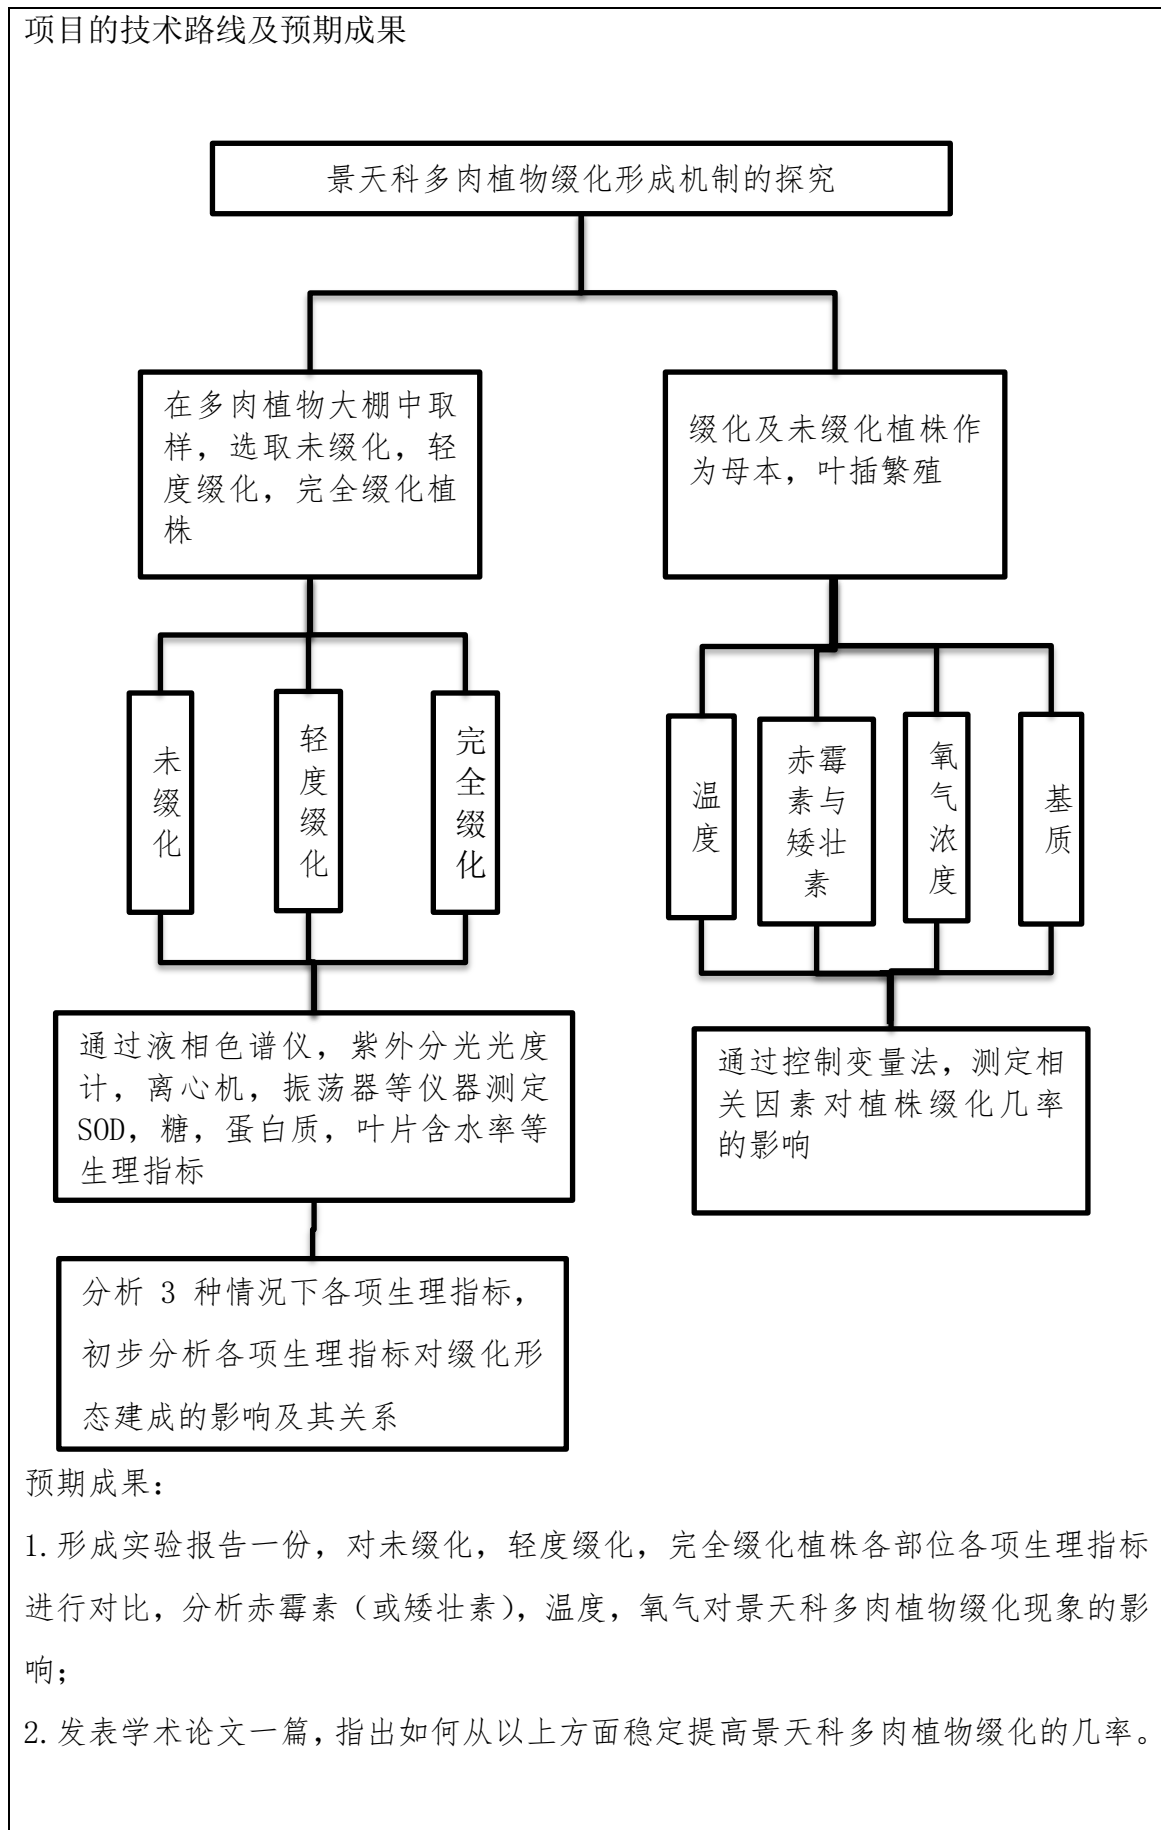 项目的技术路线及预期成果
景天科多肉植物缀化形成机制的探究
在多肉植物大棚中取
样，选取未缀化，轻
度缀化，完全缀化植
株
缀化及未缀化植株作
为母本，叶插繁殖
未缀化
轻度缀化
完全缀化
温度
赤霉
素与
矮壮
素
氧气浓度
基质
通过液相色谱仪，紫外分光光度
计，离心机，振荡器等仪器测定
SOD，糖，蛋白质，叶片含水率等
生理指标
通过控制变量法，测定相
关因素对植株缀化几率
的影响
分析 3 种情况下各项生理指标，
初步分析各项生理指标对缀化形
态建成的影响及其关系
预期成果：
1.形成实验报告一份，对未缀化，轻度缀化，完全缀化植株各部位各项生理指标
进行对比，分析赤霉素（或矮壮素），温度，氧气对景天科多肉植物缀化现象的影
响；
2.发表学术论文一篇，指出如何从以上方面稳定提高景天科多肉植物缀化的几率。